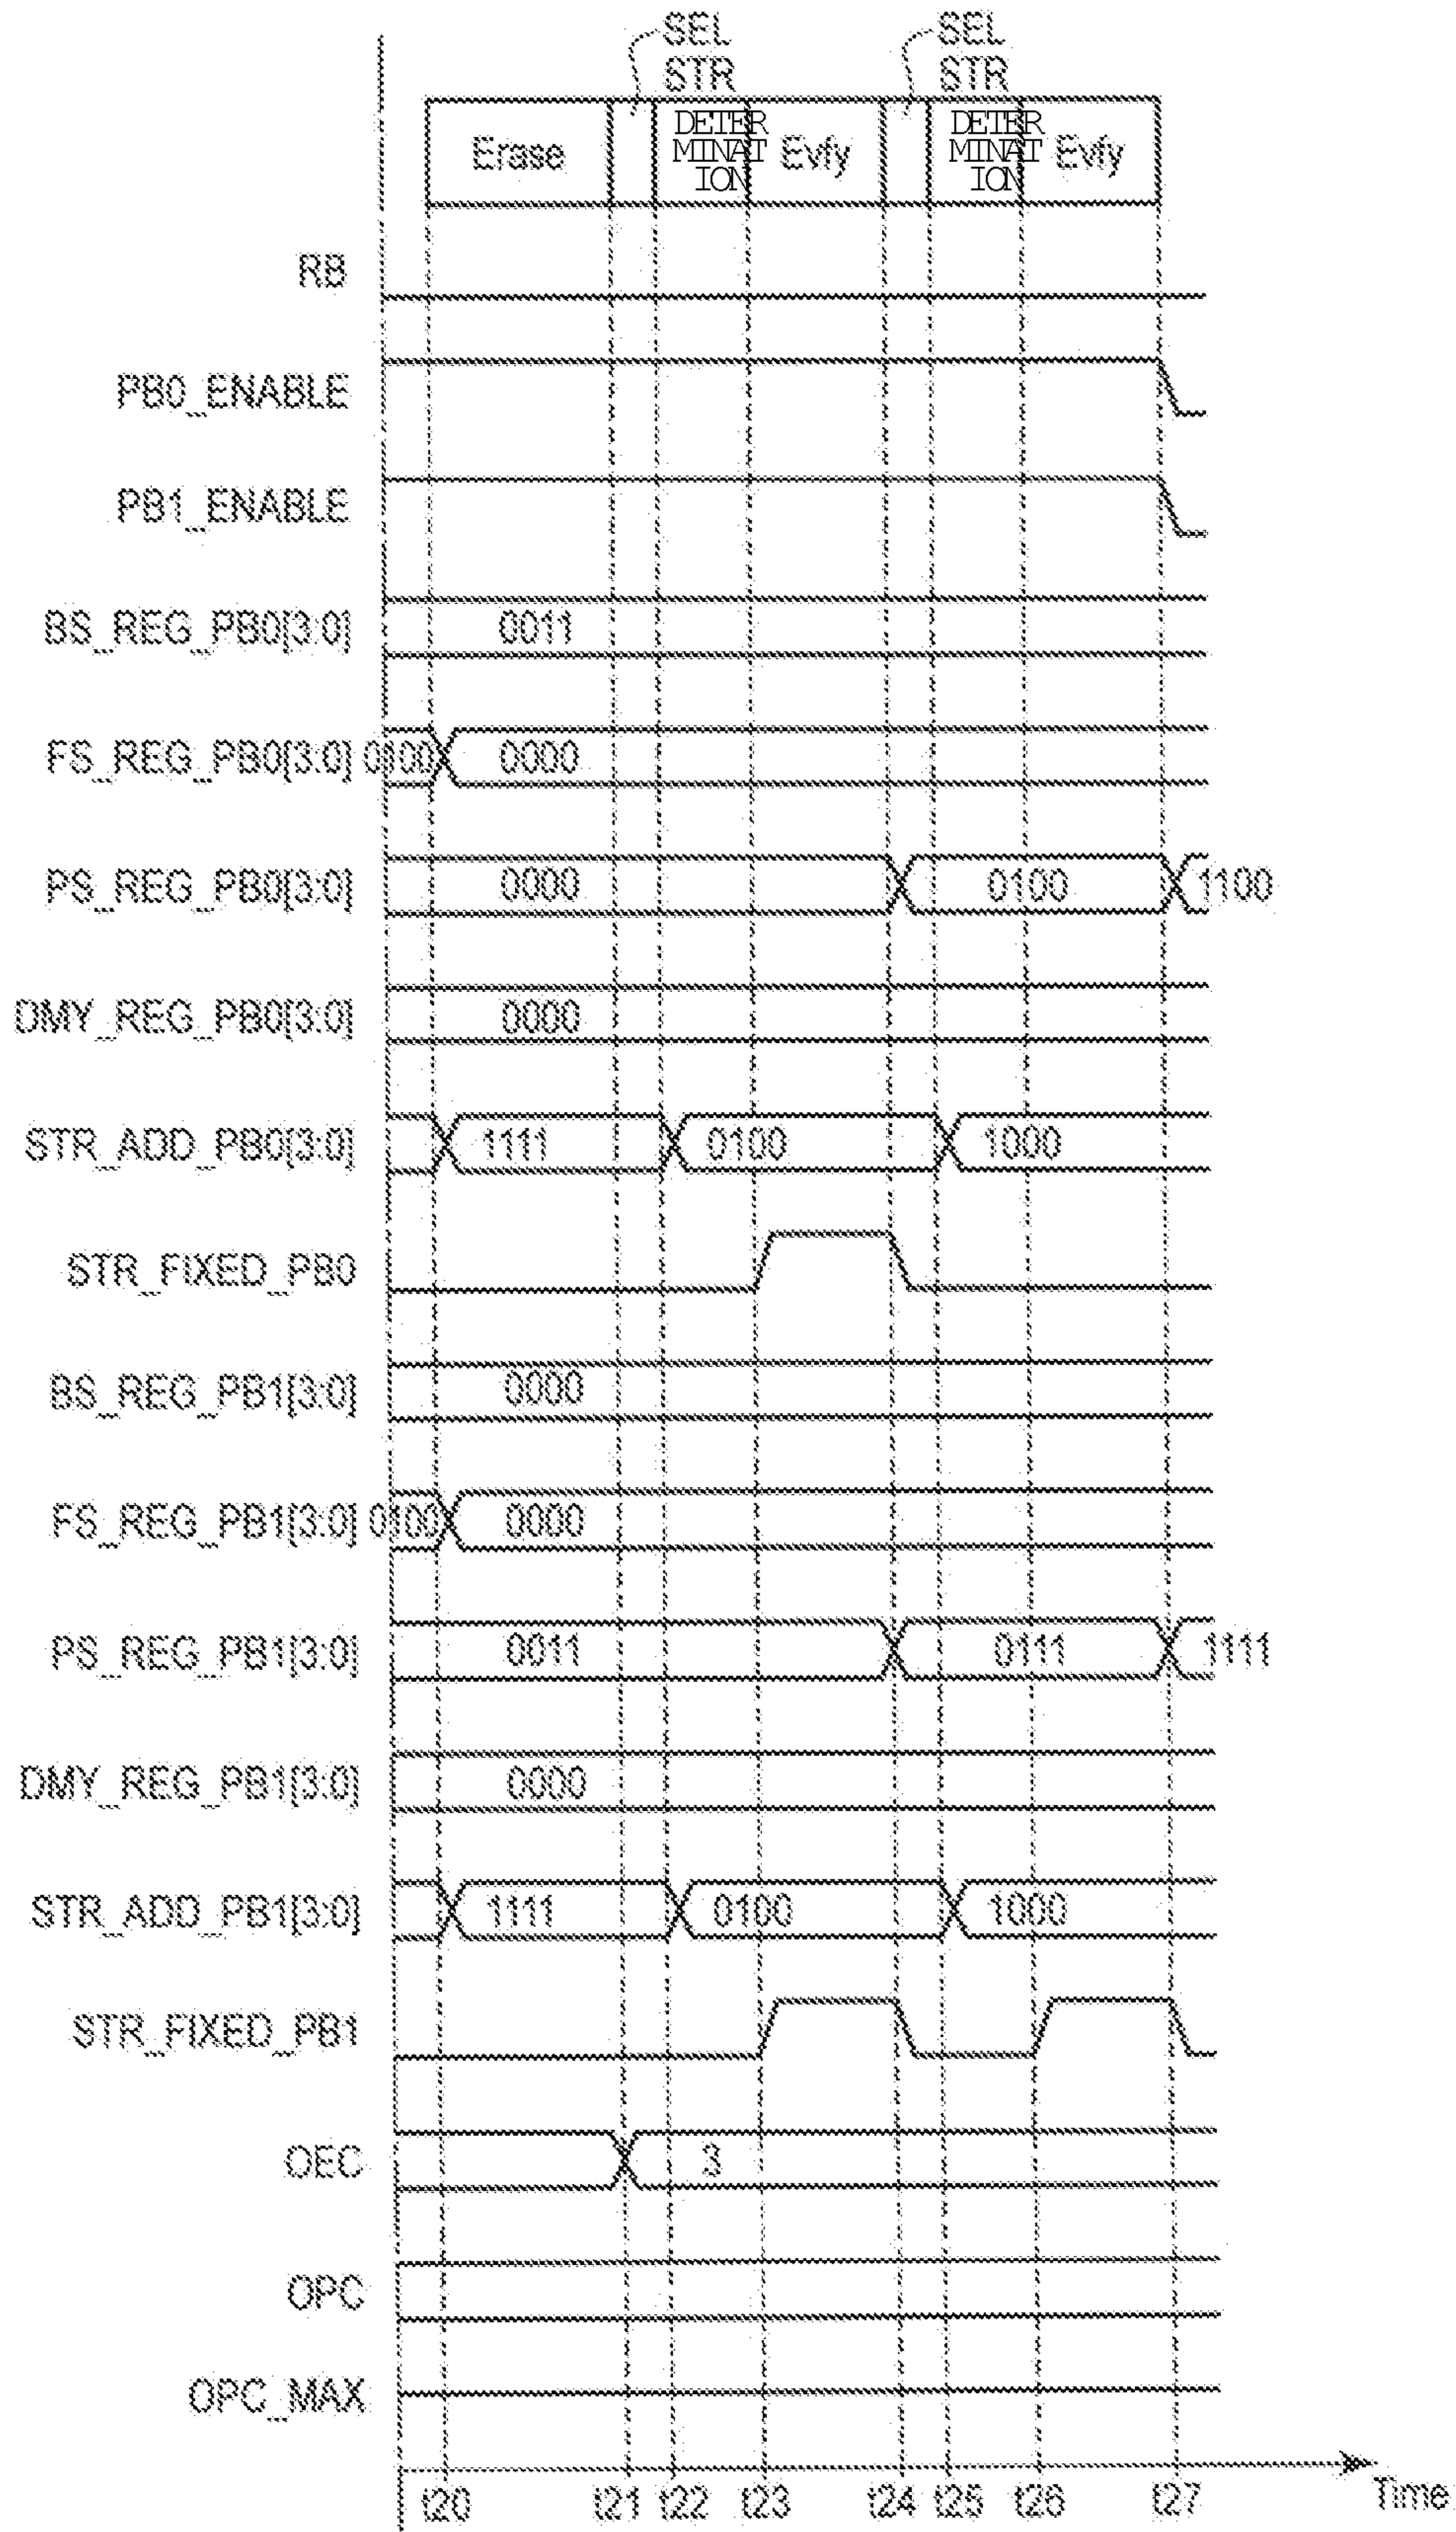 SEL SEL
STR STR
Erase DETER MINAT ION Evfy DETER MINAT ION Evfy
RB
PB0_ENABLE
PB1_ENABLE
BS_REG_PB0[3:0] 0011
FS_REG_PB0[3:0] 0100 0000
PS_REG_PB0[3:0] 0000 0100 1100
DMY_REG_PB0[3:0] 0000
STR_ADD_PB0[3:0] 1111 0100 1000
STR_FIXED_PB0
BS_REG_PB1[3:0] 0000
FS_REG_PB1[3:0] 0100 0000
PS_REG_PB1[3:0] 0011 0111 1111
DMY_REG_PB1[3:0] 0000
STR_ADD_PB1[3:0] 1111 0100 1000
STR_FIXED_PB1
OEC 3
OPC
OPC_MAX
t20 t21 t22 t23 t24 t25 t26 t27 Time